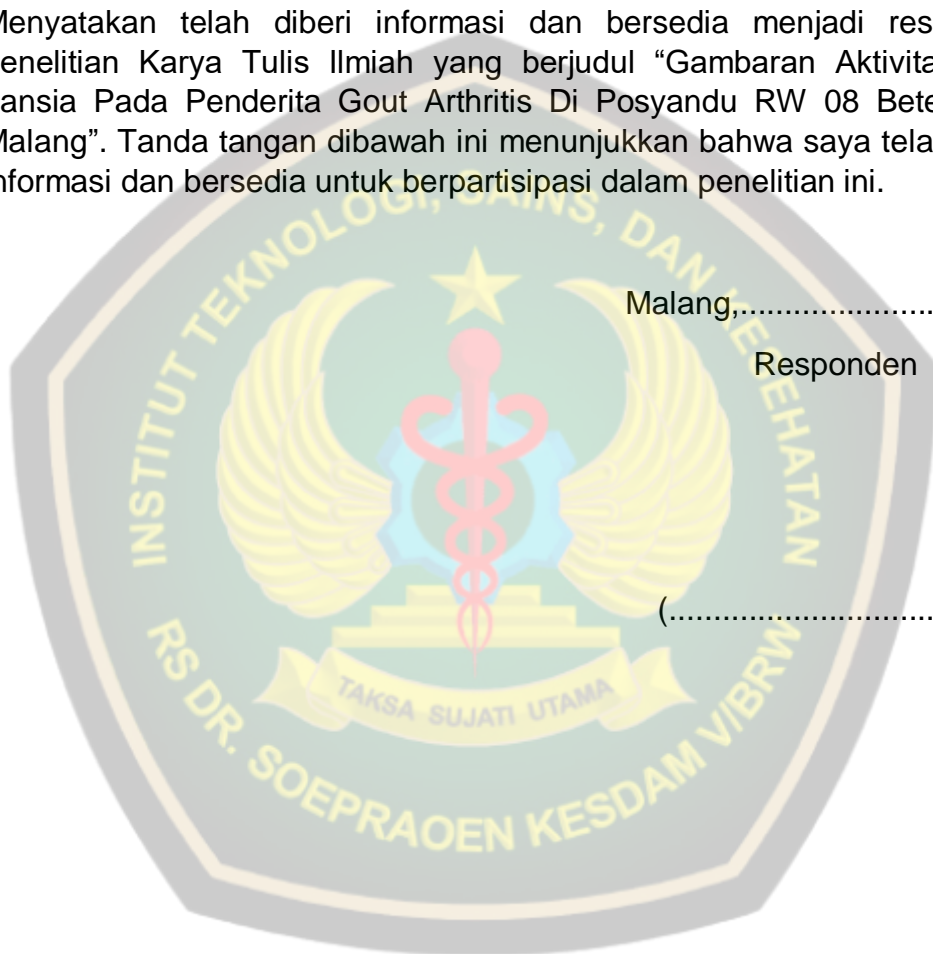 Menyatakan telah diberi informasi dan bersedia menjadi res
Penelitian Karya Tulis Ilmiah yang berjudul “Gambaran Aktivita
ansia Pada Penderita Gout Arthritis Di Posyandu RW 08 Bete
Malang”. Tanda tangan dibawah ini menunjukkan bahwa saya tela
nformasi dan bersedia untuk berpartisipasi dalam penelitian ini.
Malang,......................
Responden
(..............................
INSTITUT TEKNOLOGI, SAINS, DAN KESEHATAN
TAKSA SUJATI UTAMA
RS DR. SOEPRAOEN KESDAM V/BRW